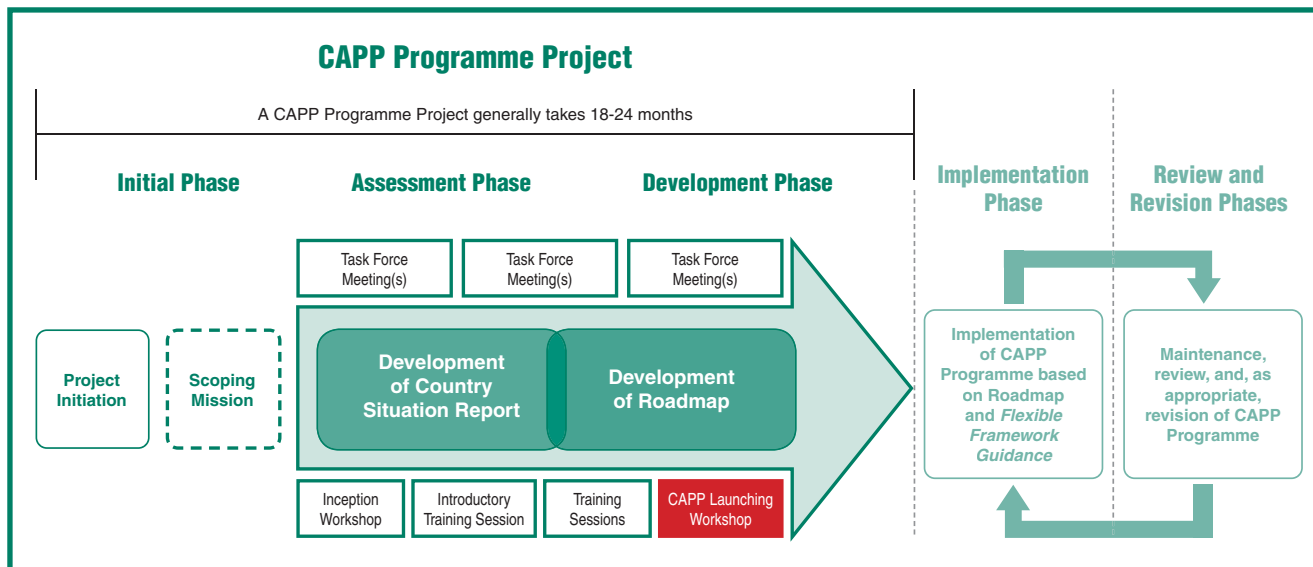 CAPP Programme Project
A CAPP Programme Project generally takes 18-24 months
Initial Phase
Assessment Phase
Development Phase
Implementation
Phase
Review and
Revision Phases
Task Force
Meeting(s)
Task Force
Meeting(s)
Task Force
Meeting(s)
Project
Initiation
Scoping
Mission
Development
of Country
Situation Report
Development
of Roadmap
Implementation
of CAPP
Programme based
on Roadmap
and Flexible
Framework
Guidance
Maintenance,
review, and, as
appropriate,
revision of CAPP
Programme
Inception
Workshop
Introductory
Training Session
Training
Sessions
CAPP Launching
Workshop